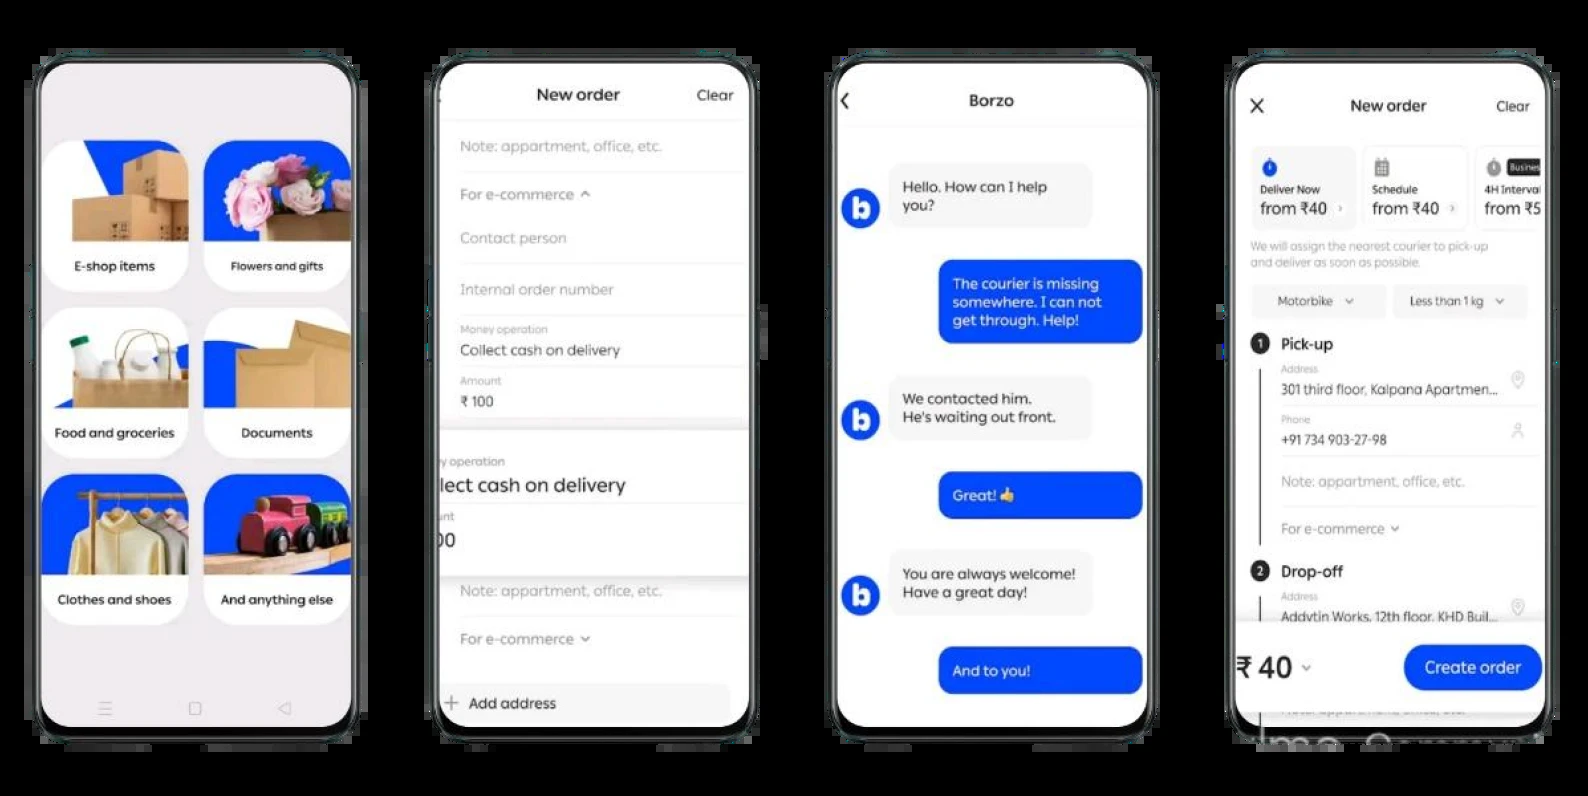 E-shop items
Flowers and gifts
Food and groceries
Documents
Clothes and shoes
And anything else
New order
Clear
Note: appartment, office, etc.
For e-commerce
Contact person
Internal order number
Money operation
Collect cash on delivery
Amount
₹ 100
y operation
lect cash on delivery
unt
00
Note: appartment, office, etc.
For e-commerce
+ Add address
Borzo
b
Hello. How can I help
you?
The courier is missing
somewhere. I can not
get through. Help!
b
We contacted him.
He's waiting out front.
Great! 👍
b
You are always welcome!
Have a great day!
And to you!
New order
Clear
Deliver Now
from ₹40
Schedule
from ₹40
Busines
4H Interval
from ₹5
We will assign the nearest courier to pick-up
and deliver as soon as possible.
Motorbike
Less than 1 kg
1 Pick-up
Address
301 third floor, Kalpana Apartmen...
Phone
+91 734 903-27-98
Note: appartment, office, etc.
For e-commerce
2 Drop-off
Address
Addytin Works, 12th floor, KHD Buil...
₹ 40
Create order